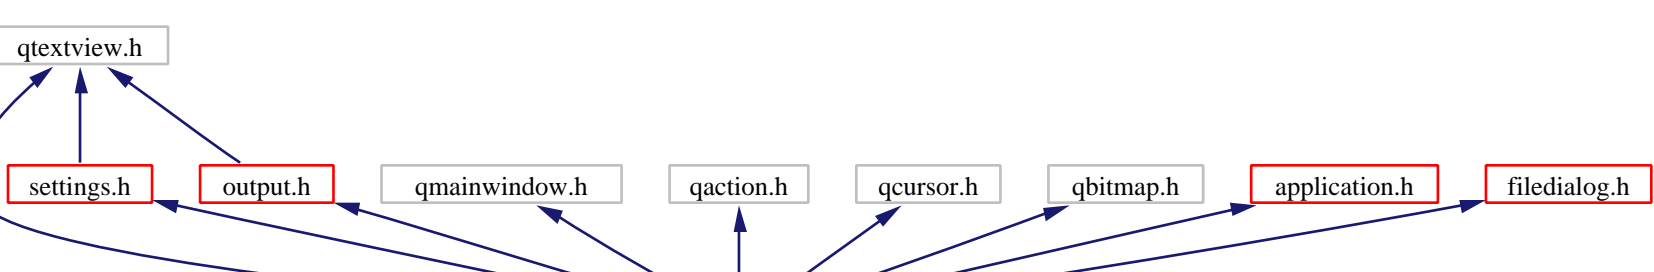 qtextview.h
settings.h
output.h
qmainwindow.h
qaction.h
qcursor.h
qbitmap.h
application.h
filedialog.h